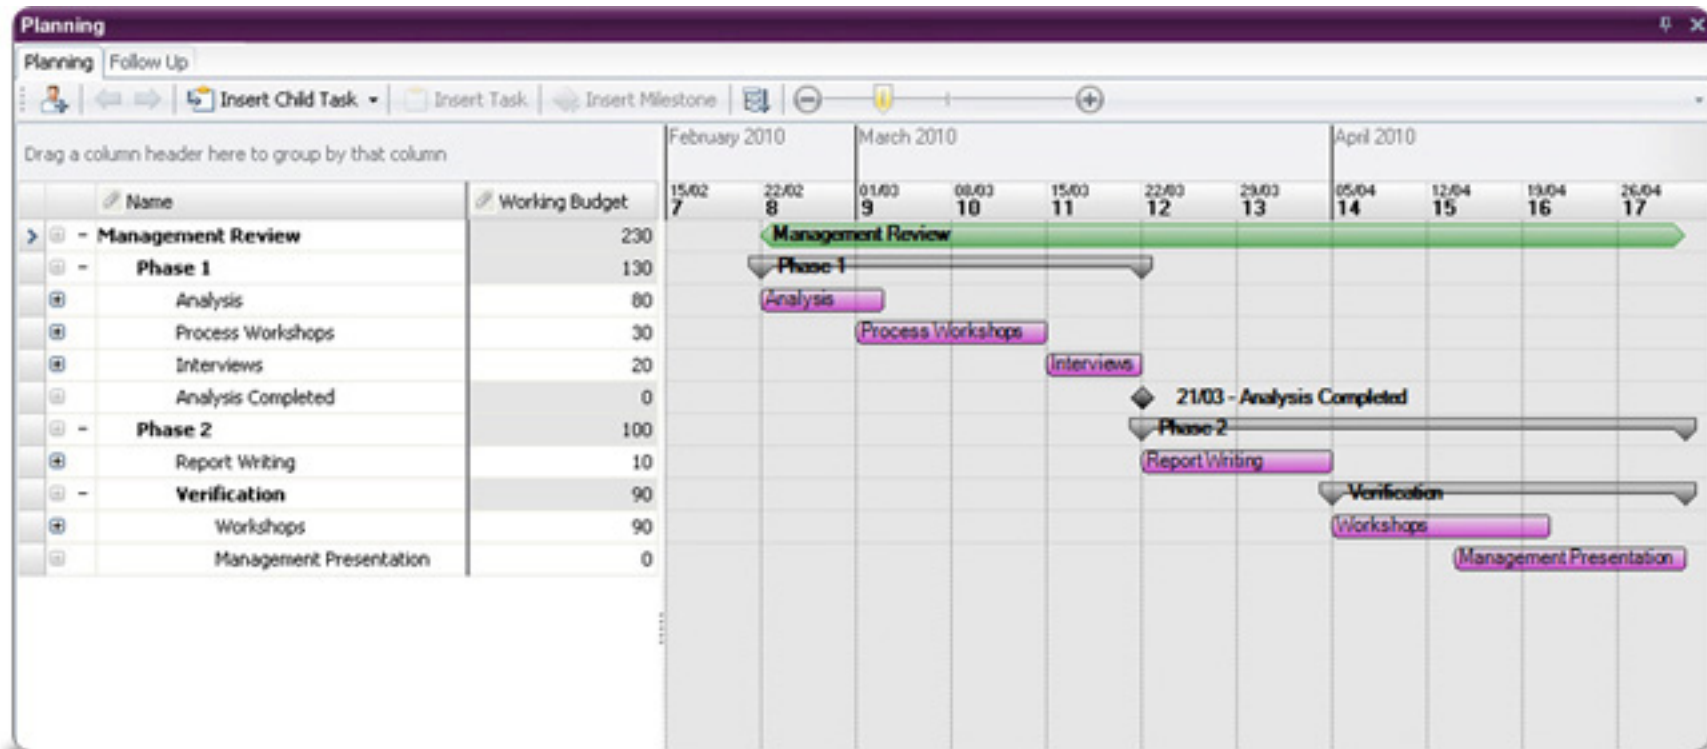 Planning
Planning Follow Up
Insert Child Task Insert Task Insert Milestone
Drag a column header here to group by that column
February 2010 March 2010 April 2010
Name Working Budget
15/02 22/02 01/03 08/03 15/03 22/03 29/03 05/04 12/04 19/04 26/04
7 8 9 10 11 12 13 14 15 16 17
Management Review 230 Management Review
Phase 1 130 Phase 1
Analysis 80 Analysis
Process Workshops 30 Process Workshops
Interviews 20 Interviews
Analysis Completed 0 21/03 - Analysis Completed
Phase 2 100 Phase 2
Report Writing 10 Report Writing
Verification 90 Verification
Workshops 90 Workshops
Management Presentation 0 Management Presentation